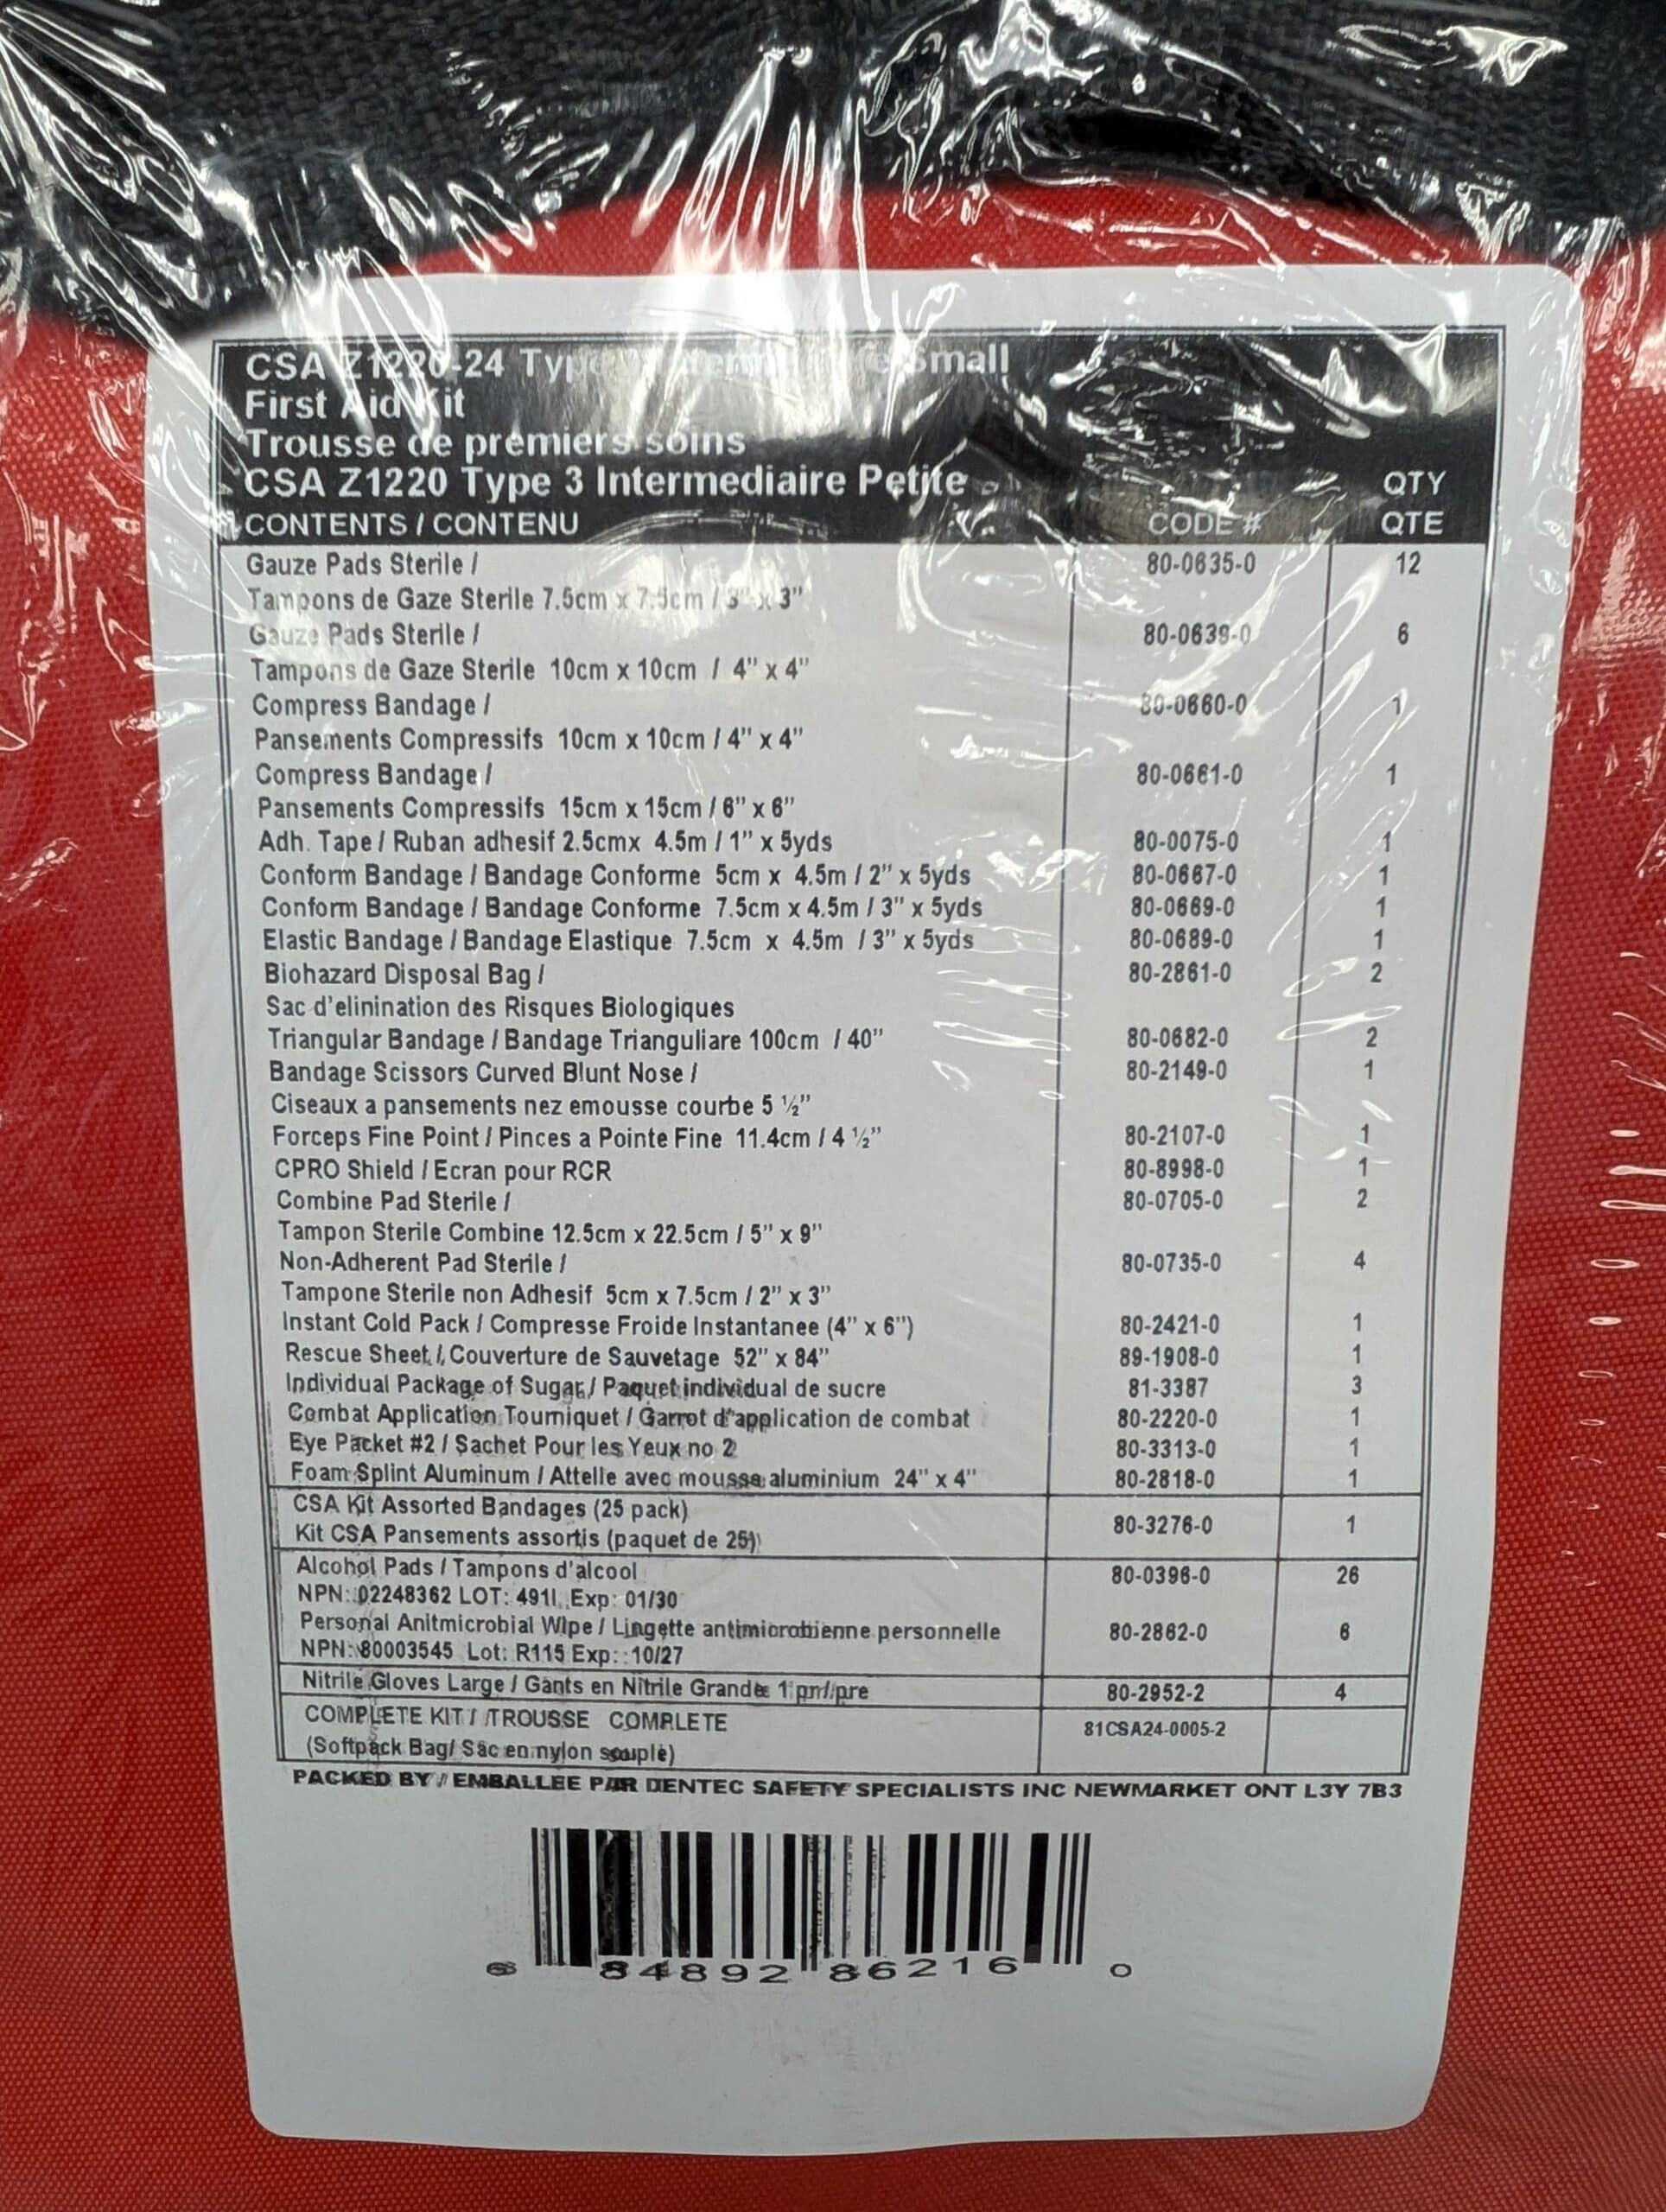 CSA Z1220-24 Type Small
First Aid Kit
Trousse de premiers soins
CSA Z1220 Type 3 Intermediaire Petite QTY
CONTENTS / CONTENU CODE # QTE
Gauze Pads Sterile / 80-0635-0 12
Tampons de Gaze Sterile 7.5cm x 7.5cm / 3" x 3"
Gauze Pads Sterile / 80-0639-0 6
Tampons de Gaze Sterile 10cm x 10cm / 4" x 4"
Compress Bandage / 80-0660-0 1
Pansements Compressifs 10cm x 10cm / 4" x 4"
Compress Bandage / 80-0661-0 1
Pansements Compressifs 15cm x 15cm / 6" x 6"
Adh. Tape / Ruban adhesif 2.5cmx 4.5m / 1" x 5yds 80-0075-0 1
Conform Bandage / Bandage Conforme 5cm x 4.5m / 2" x 5yds 80-0667-0 1
Conform Bandage / Bandage Conforme 7.5cm x 4.5m / 3" x 5yds 80-0669-0 1
Elastic Bandage / Bandage Elastique 7.5cm x 4.5m / 3" x 5yds 80-0689-0 1
Biohazard Disposal Bag / 80-2861-0 2
Sac d'elinination des Risques Biologiques
Triangular Bandage / Bandage Trianguliare 100cm / 40" 80-0682-0 2
Bandage Scissors Curved Blunt Nose / 80-2149-0 1
Ciseaux a pansements nez emousse courbe 5 ½"
Forceps Fine Point / Pinces a Pointe Fine 11.4cm / 4 ½" 80-2107-0 1
CPRO Shield / Ecran pour RCR 80-8998-0 1
Combine Pad Sterile / 80-0705-0 2
Tampon Sterile Combine 12.5cm x 22.5cm / 5" x 9"
Non-Adherent Pad Sterile / 80-0735-0 4
Tampone Sterile non Adhesif 5cm x 7.5cm / 2" x 3"
Instant Cold Pack / Compresse Froide Instantanee (4" x 6") 80-2421-0 1
Rescue Sheet / Couverture de Sauvetage 52" x 84" 89-1908-0 1
Individual Package of Sugar / Paquet individual de sucre 81-3387 3
Combat Application Tourniquet / Garrot d'application de combat 80-2220-0 1
Eye Packet #2 / Sachet Pour les Yeux no 2 80-3313-0 1
Foam Splint Aluminum / Attelle avec mousse aluminium 24" x 4" 80-2818-0 1
CSA Kit Assorted Bandages (25 pack)
Kit CSA Pansements assortis (paquet de 25) 80-3276-0 1
Alcohol Pads / Tampons d'alcool 80-0396-0 26
NPN: 02248362 LOT: 491I Exp: 01/30
Personal Anitmicrobial Wipe / Lingette antimicrobienne personnelle 80-2862-0 6
NPN: 80003545 Lot: R115 Exp: 10/27
Nitrile Gloves Large / Gants en Nitrile Grande 1 pr/pre 80-2952-2 4
COMPLETE KIT / TROUSSE COMPLETE 81CSA24-0005-2
(Softpack Bag/ Sac en nylon souple)
PACKED BY / EMBALLEE PAR DENTEC SAFETY SPECIALISTS INC NEWMARKET ONT L3Y 7B3
6 84892 86216 0